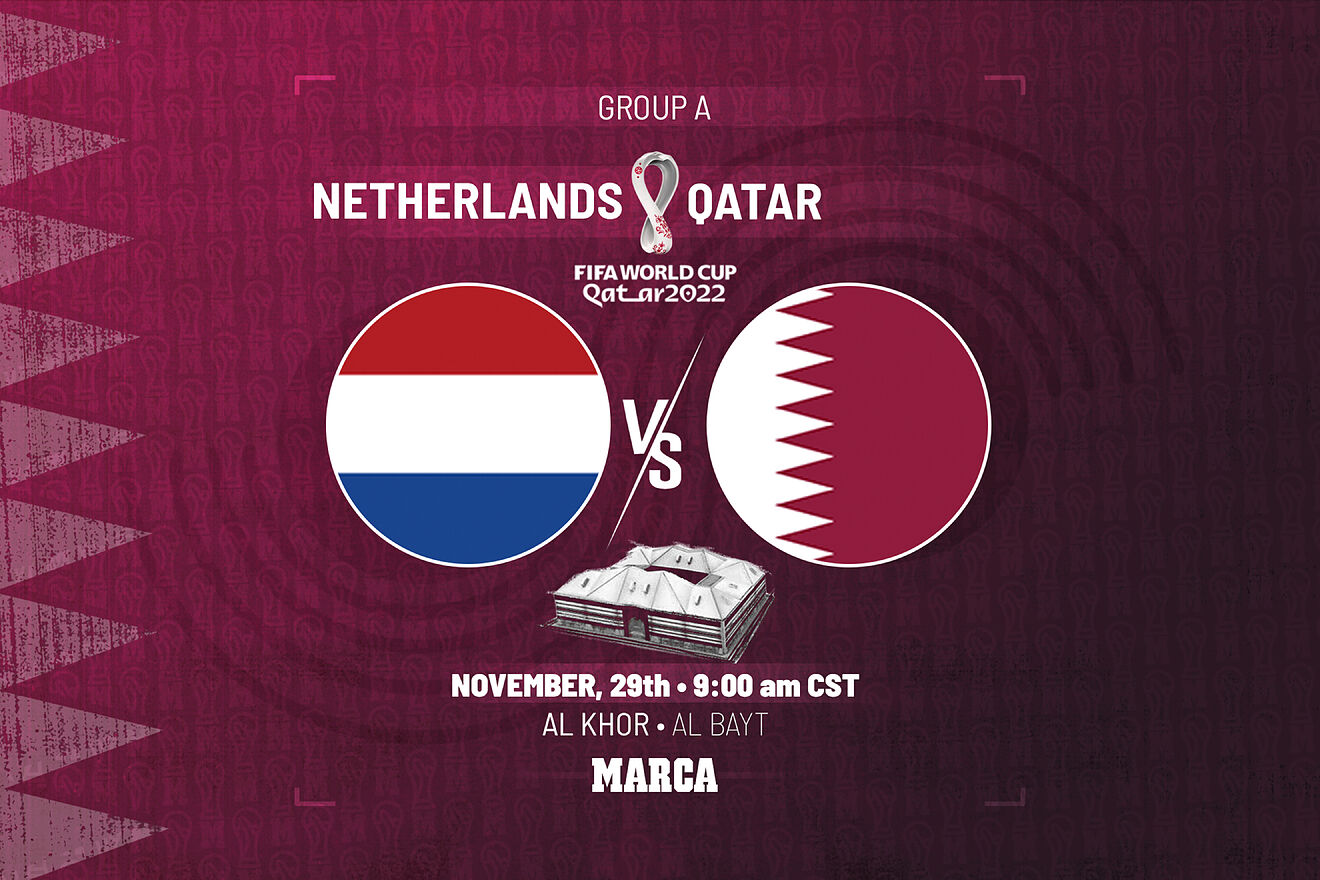 GROUP A
NETHERLANDS QATAR
FIFA WORLD CUP
Qatar2022
VS
NOVEMBER, 29th • 9:00 am CST
AL KHOR • AL BAYT
MARCA